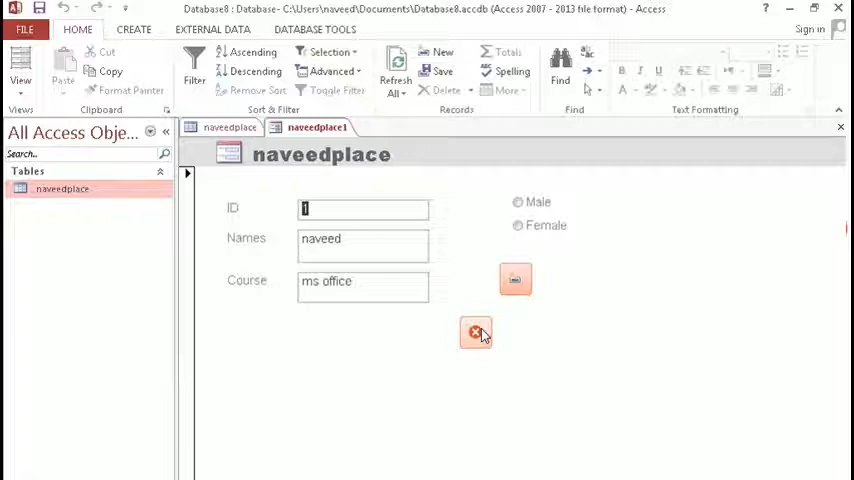 Database8 : Database- C:\Users\naveed\Documents\Database8.accdb (Access 2007 - 2013 file format) - Access
FILE HOME CREATE EXTERNAL DATA DATABASE TOOLS Sign in
View
Views
Paste
Cut
Copy
Format Painter
Clipboard
Filter
Ascending
Descending
Remove Sort
Selection
Advanced
Toggle Filter
Sort & Filter
Refresh
All
New
Save
Delete
Totals
Spelling
More
Records
Find
Find
B I U
A
Text Formatting
All Access Obje...
Search..
Tables
naveedplace
naveedplace
naveedplace1
naveedplace
ID 1
Names naveed
Course ms office
Male
Female